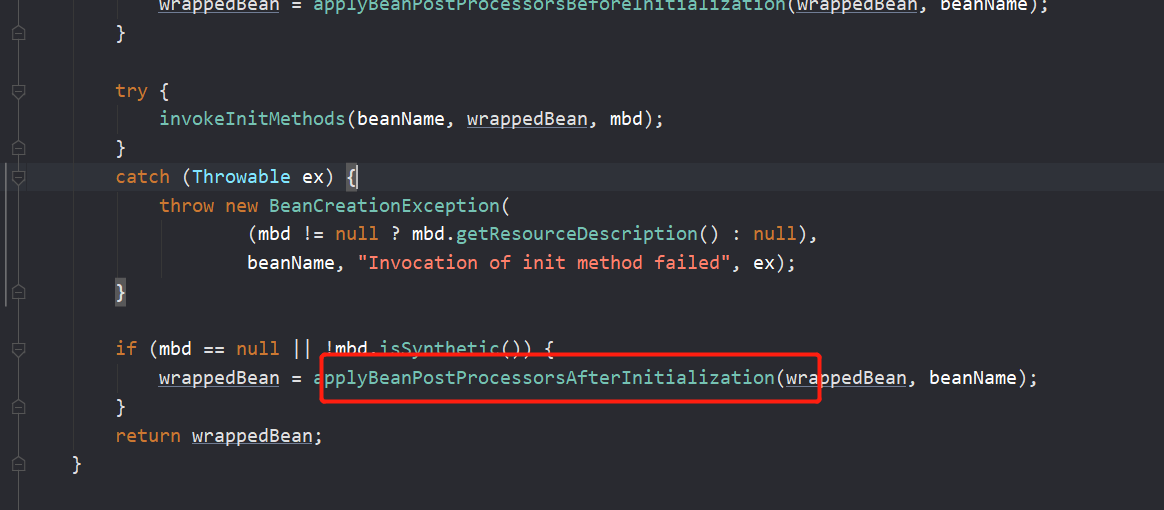 wrappedBean = applyBeanPostProcessorsBeforeInitialization(wrappedBean, beanName);
}
try {
invokeInitMethods(beanName, wrappedBean, mbd);
}
catch (Throwable ex) {
throw new BeanCreationException(
(mbd != null ? mbd.getResourceDescription() : null),
beanName, "Invocation of init method failed", ex);
}
if (mbd == null || !mbd.isSynthetic()) {
wrappedBean = applyBeanPostProcessorsAfterInitialization(wrappedBean, beanName);
}
return wrappedBean;
}